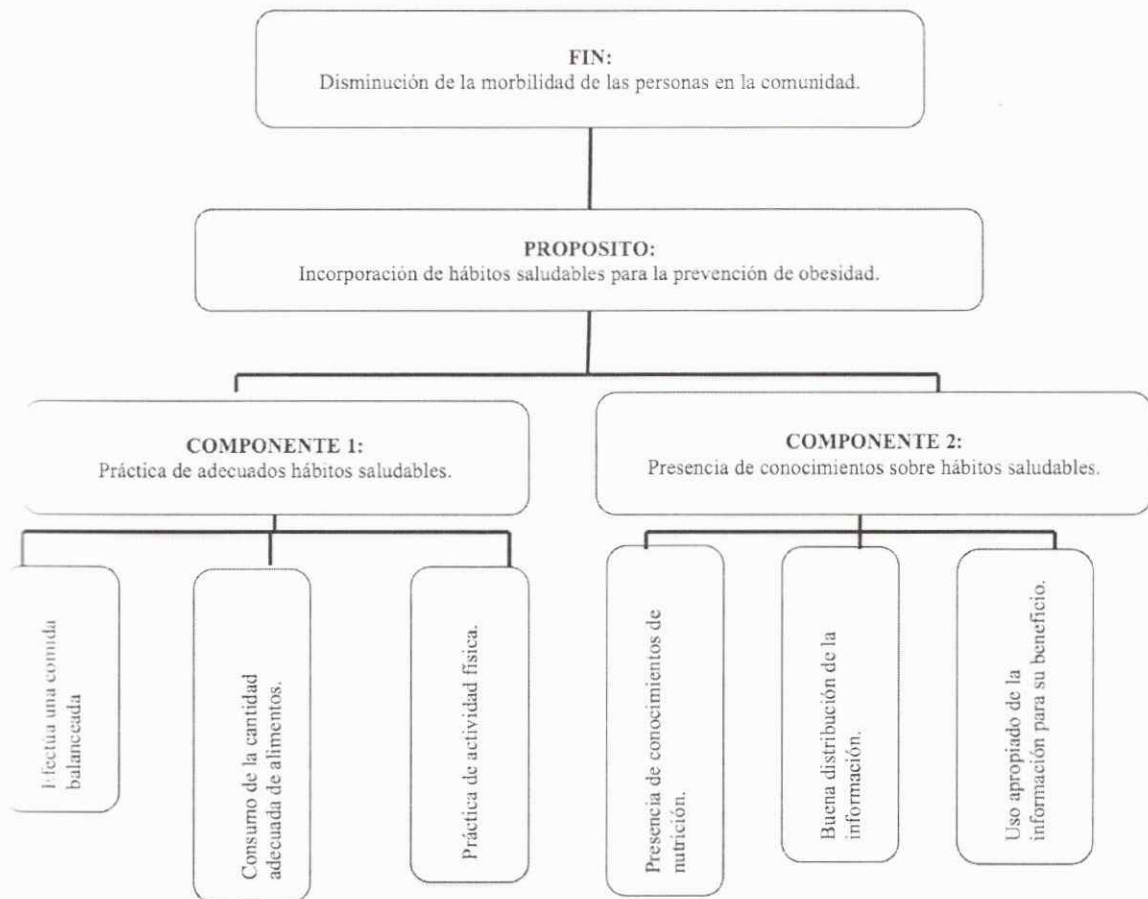 FIN:
Disminución de la morbilidad de las personas en la comunidad.
PROPOSITO:
Incorporación de hábitos saludables para la prevención de obesidad.
COMPONENTE 1:
Práctica de adecuados hábitos saludables.
COMPONENTE 2:
Presencia de conocimientos sobre hábitos saludables.
Efectúa una comida
balanceada
Consumo de la cantidad
adecuada de alimentos.
Práctica de actividad física.
Presencia de conocimientos de
nutrición.
Buena distribución de la
información.
Uso apropiado de la
información para su beneficio.